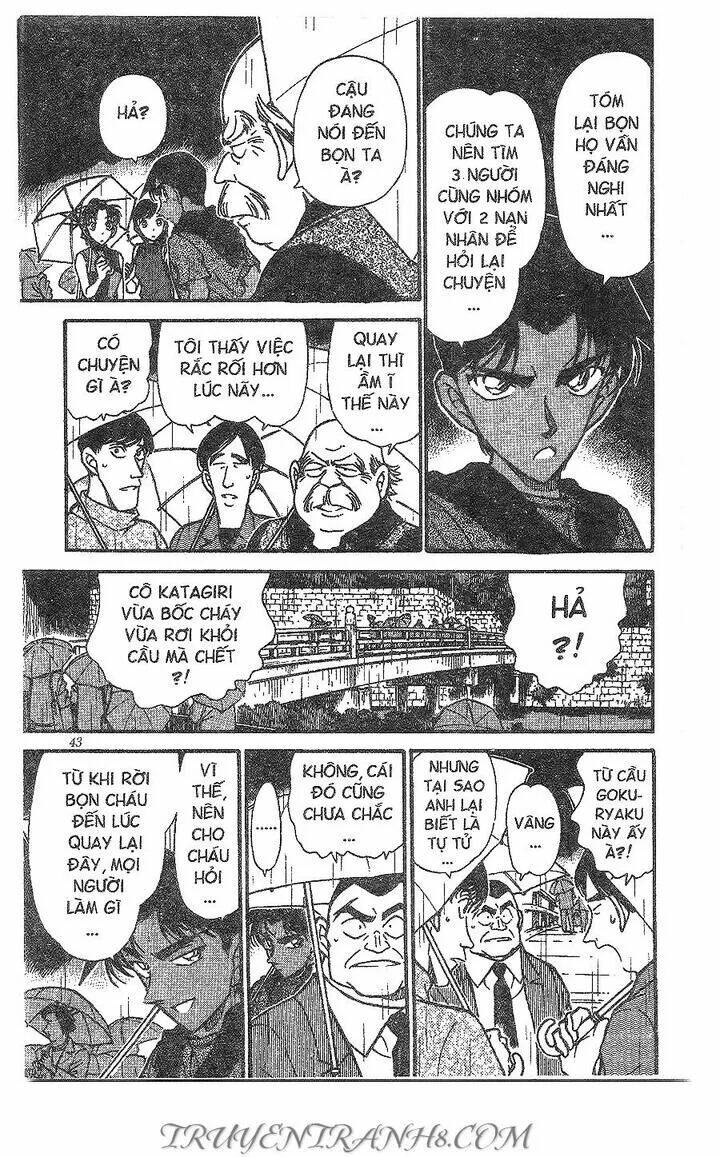 TÓM
LẠI BỌN
HỌ VẪN
ĐÁNG
NGHI
NHẤT
...
CHÚNG TA
NÊN TÌM
3 NGƯỜI
CÙNG NHÓM
VỚI 2 NẠN
NHÂN ĐỂ
HỎI LẠI
CHUYỆN
...
CẬU
ĐANG
NÓI ĐẾN
BỌN TA
À?
HẢ?
QUAY
LẠI THÌ
ẦM Ĩ
THẾ NÀY
...
TÔI THẤY VIỆC
RẮC RỐI HƠN
LÚC NÃY...
CÓ
CHUYỆN
GÌ À?
HẢ
?!
CÔ KATAGIRI
VỪA BỐC CHÁY
VỪA RƠI KHỎI
CẦU MÀ CHẾT
?!
43
TỪ CẦU
GOKU-
RYAKU
NÀY ẤY
À?!
VÂNG
...
NHƯNG
TẠI SAO
ANH LẠI
BIẾT LÀ
TỰ TỬ
...
KHÔNG, CÁI
ĐÓ CŨNG
CHƯA CHẮC
...
.....
VÌ
THẾ,
NÊN CHO
CHÁU
HỎI
...
TỪ KHI RỜI
BỌN CHÁU
ĐẾN LÚC
QUAY LẠI
ĐÂY, MỌI
NGƯỜI
LÀM GÌ
...
TRUYENTRANH8.COM